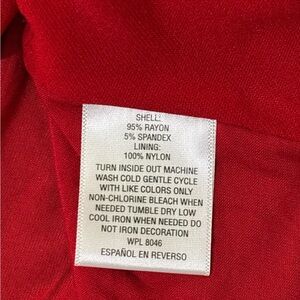 SHELL:
95% RAYON
5% SPANDEX
LINING:
100% NYLON
TURN INSIDE OUT MACHINE
WASH COLD GENTLE CYCLE
WITH LIKE COLORS ONLY
NON-CHLORINE BLEACH WHEN
NEEDED TUMBLE DRY LOW
COOL IRON WHEN NEEDED DO
NOT IRON DECORATION
WPL 8046
ESPAÑOL EN REVERSO